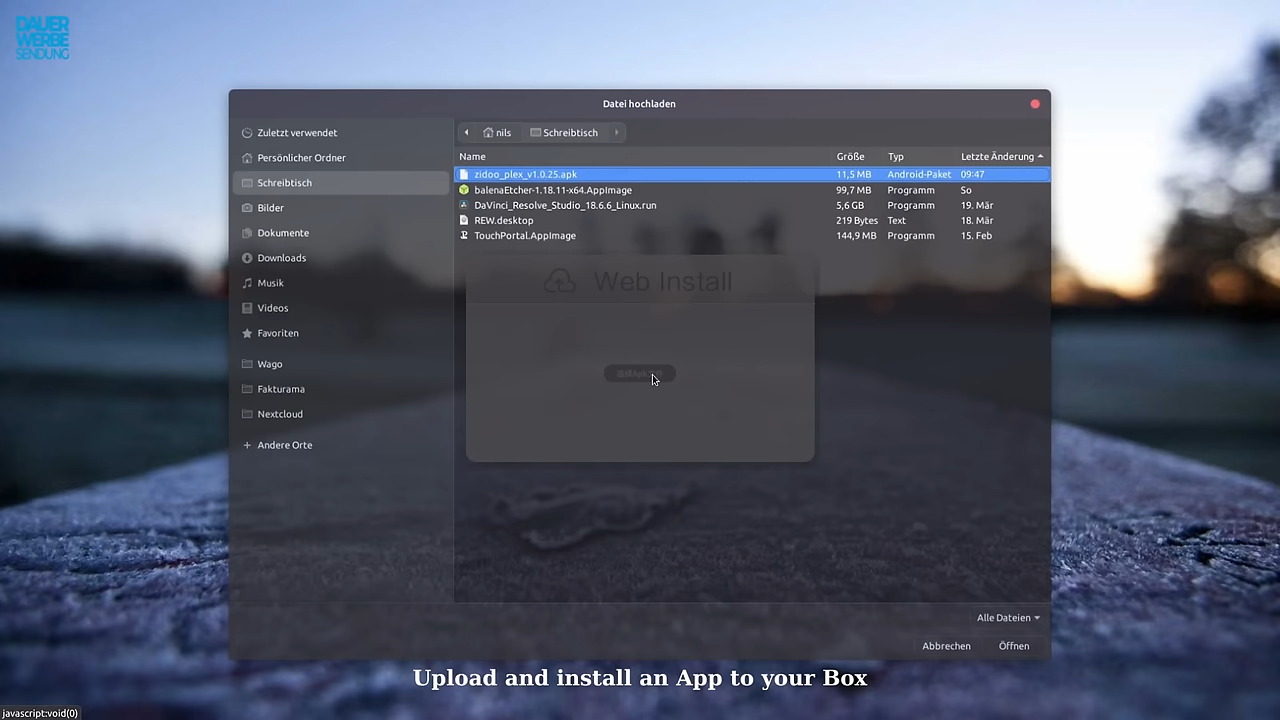 DAUER
WERBE
SENDUNG
Datei hochladen
Zuletzt verwendet
Persönlicher Ordner
Schreibtisch
Bilder
Dokumente
Downloads
Musik
Videos
Favoriten
Wago
Fakturama
Nextcloud
Andere Orte
nils Schreibtisch
Name Größe Typ Letzte Änderung
zidoo_plex_v1.0.25.apk 11,5 MB Android-Paket 09:47
balenaEtcher-1.18.11-x64.AppImage 99,7 MB Programm So
DaVinci_Resolve_Studio_18.6.6_Linux.run 5,6 GB Programm 19. Mär
REW.desktop 219 Bytes Text 18. Mär
TouchPortal.AppImage 144,9 MB Programm 15. Feb
Web Install
Alle Dateien
Abbrechen Öffnen
Upload and install an App to your Box
javascript:void(0)